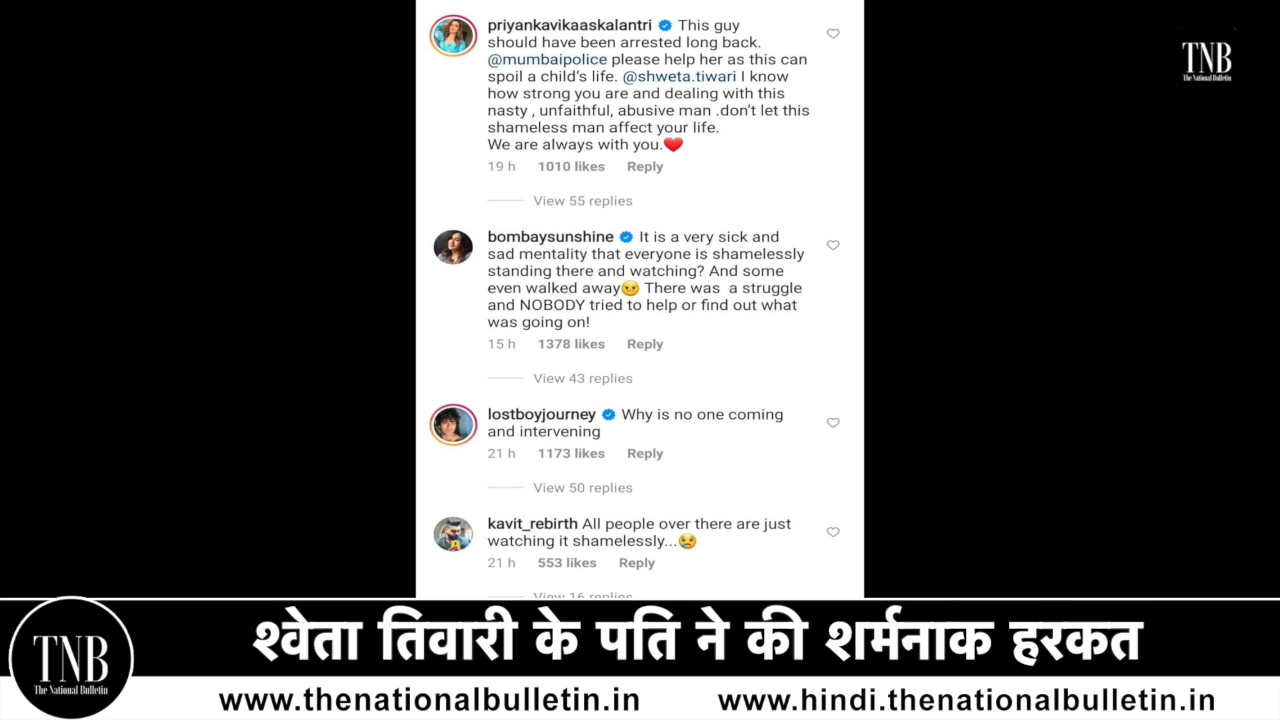 priyankavikaaskalantri This guy
should have been arrested long back.
@mumbaipolice please help her as this can
spoil a child's life. @shweta.tiwari I know
how strong you are and dealing with this
nasty , unfaithful, abusive man .don't let this
shameless man affect your life.
We are always with you.❤️
19 h 1010 likes Reply
View 55 replies
bombaysunshine It is a very sick and
sad mentality that everyone is shamelessly
standing there and watching? And some
even walked away😠 There was a struggle
and NOBODY tried to help or find out what
was going on!
15 h 1378 likes Reply
View 43 replies
lostboyjourney Why is no one coming
and intervening
21 h 1173 likes Reply
View 50 replies
kavit_rebirth All people over there are just
watching it shamelessly...😢
21 h 553 likes Reply
View 16 replies
TNB
The National Bulletin
श्वेता तिवारी के पति ने की शर्मनाक हरकत
TNB
The National Bulletin
www.thenationalbulletin.in www.hindi.thenationalbulletin.in